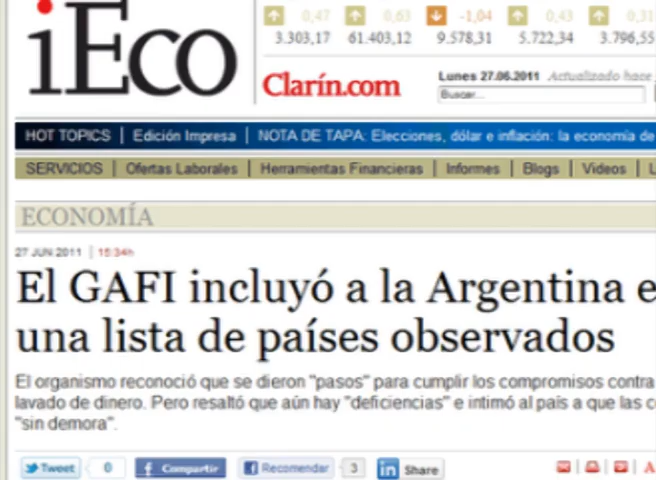 iEco
0,47 0,63 -1,04 0,43 0,31
3.303,17 61.403,12 9.578,31 5.722,34 3.796,55
Clarín.com
Lunes 27.06.2011 Actualizado hace
Buscar...
HOT TOPICS | Edición Impresa | NOTA DE TAPA: Elecciones, dólar e inflación: la economía de
SERVICIOS | Ofertas Laborales | Herramientas Financieras | Informes | Blogs | Videos | L
ECONOMÍA
27 JUN 2011 | 15:34h
El GAFI incluyó a la Argentina e
una lista de países observados
El organismo reconoció que se dieron "pasos" para cumplir los compromisos contra
lavado de dinero. Pero resaltó que aún hay "deficiencias" e intimó al país a que las c
"sin demora".
Tweet 0 Compartir Recomendar 3 Share A